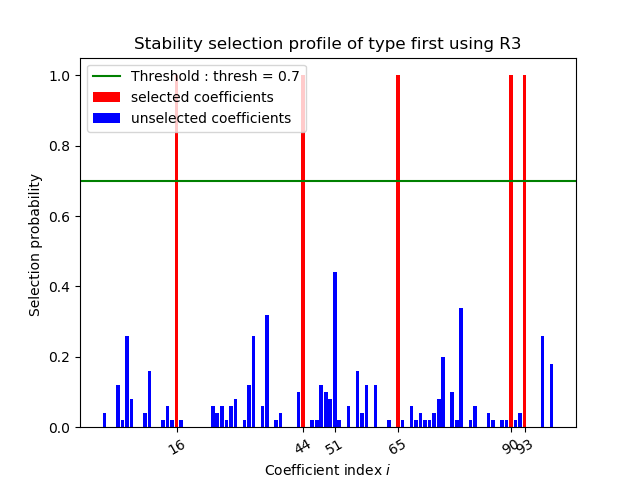 Stability selection profile of type first using R3
Threshold : thresh = 0.7
selected coefficients
unselected coefficients
Selection probability
1.0
0.8
0.6
0.4
0.2
0.0
16 44 51 65 90 93
Coefficient index i